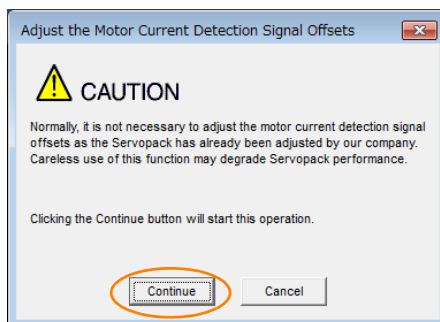 Adjust the Motor Current Detection Signal Offsets
CAUTION
Normally, it is not necessary to adjust the motor current detection signal
offsets as the Servopack has already been adjusted by our company.
Careless use of this function may degrade Servopack performance.
Clicking the Continue button will start this operation.
Continue
Cancel